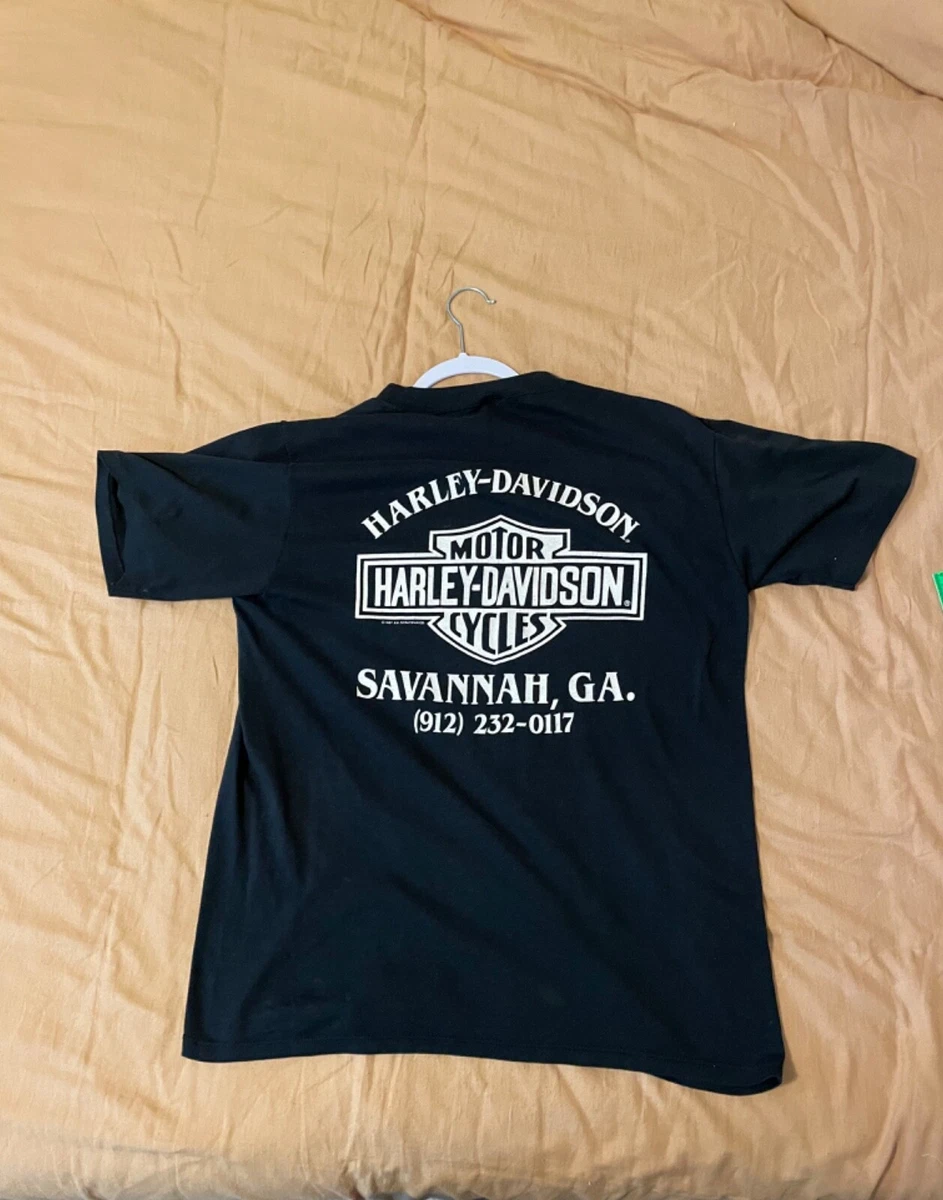 HARLEY-DAVIDSON
MOTOR
HARLEY-DAVIDSON®
CYCLES
SAVANNAH, GA.
(912) 232-0117